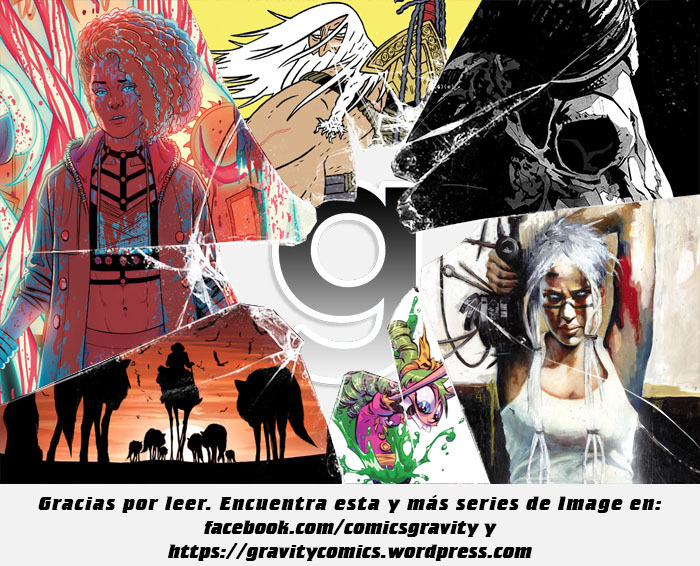 g
Gracias por leer. Encuentra esta y más series de Image en:
facebook.com/comicsgravity y
https://gravitycomics.wordpress.com